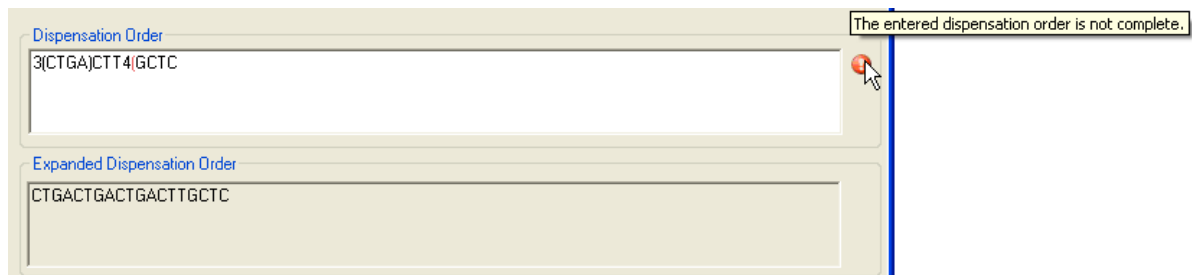 The entered dispensation order is not complete.
Dispensation Order
3(CTGA)CTT4(GCTC
Expanded Dispensation Order
CTGACTGACTGACTTGCTC